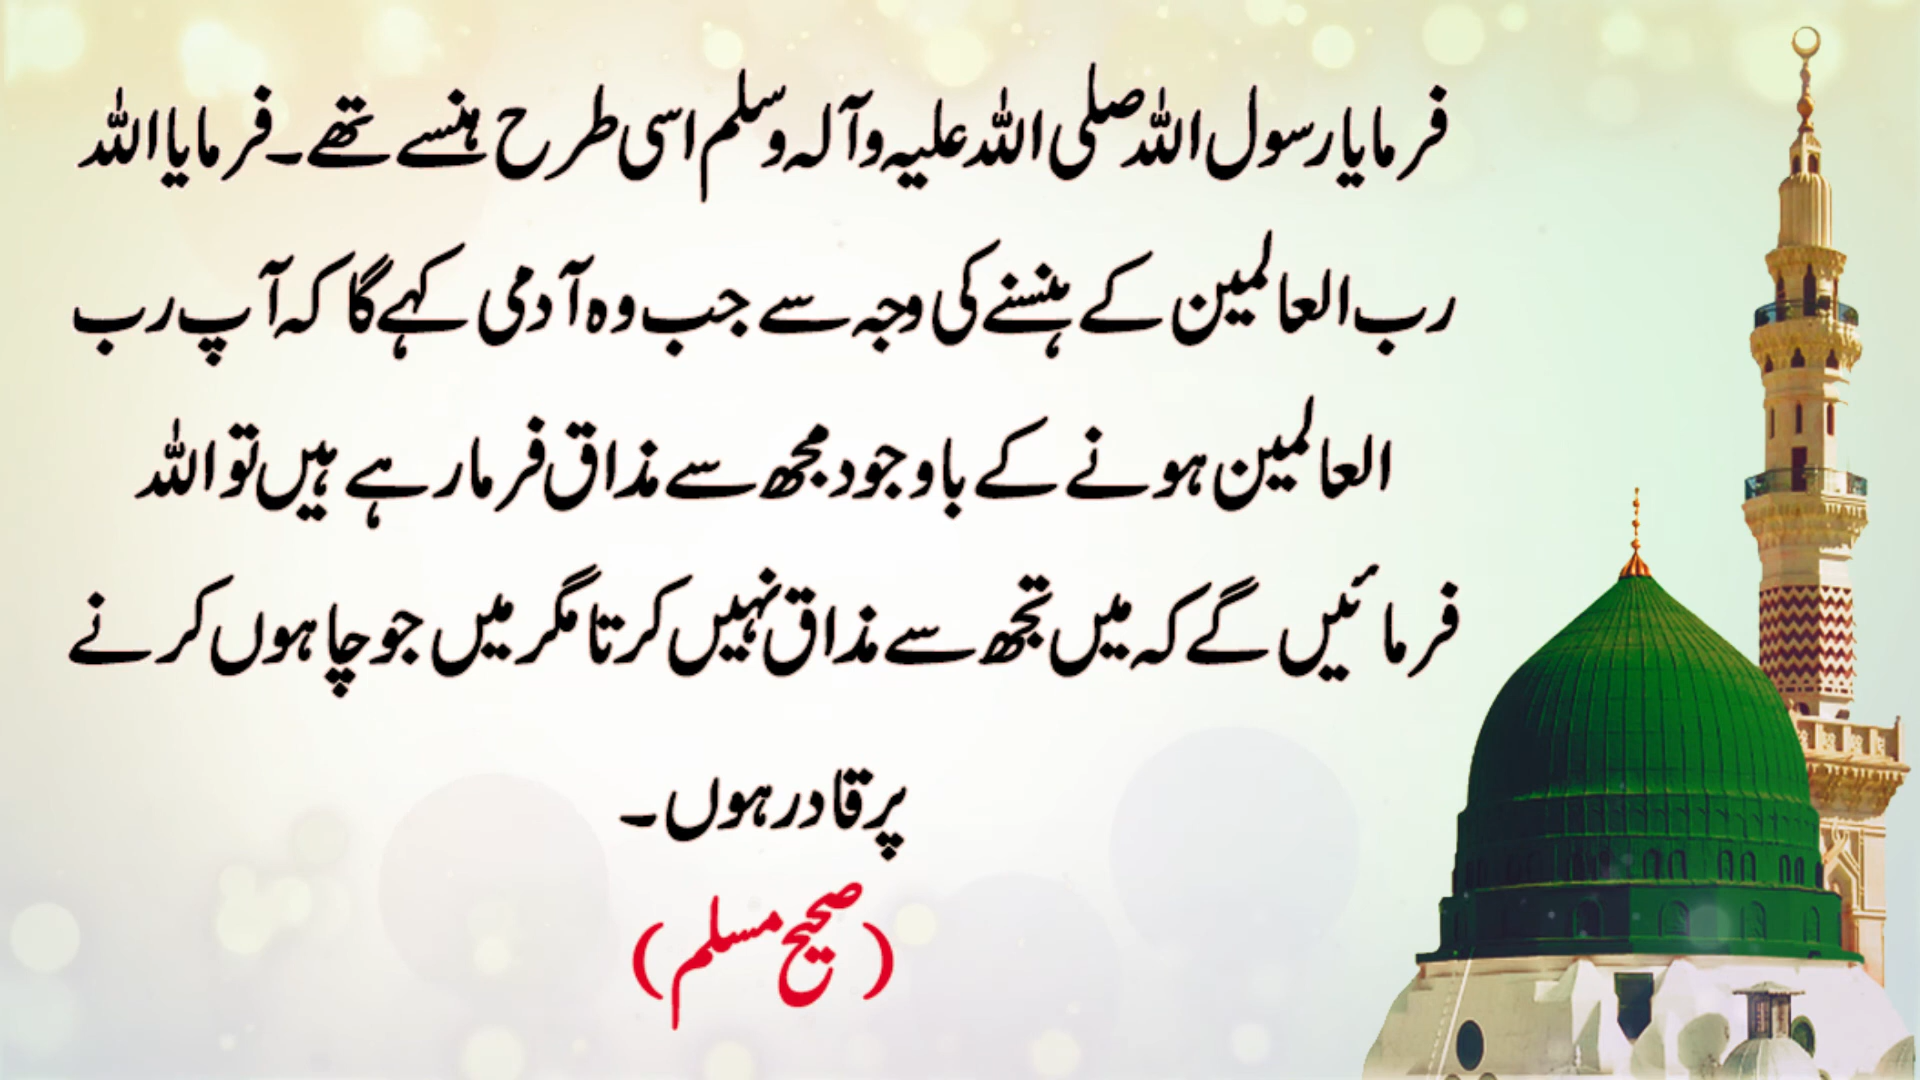 فرمایا رسول اللہ صلی اللہ علیہ وآلہ وسلم اسی طرح ہنسے تھے۔ فرمایا اللہ
رب العالمین کے ہنسنے کی وجہ سے جب وہ آدمی کہے گا کہ آپ رب
العالمین ہونے کے باوجود مجھ سے مذاق فرما رہے ہیں تو اللہ
فرمائیں گے کہ میں تجھ سے مذاق نہیں کرتا مگر میں جو چاہوں کرنے
پر قادر ہوں۔
(صحیح مسلم)